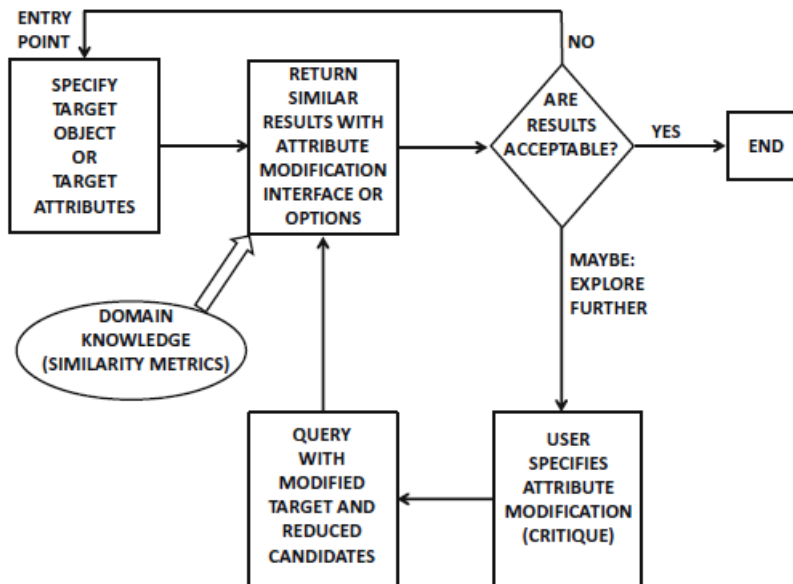 ENTRY
POINT
SPECIFY
TARGET
OBJECT
OR
TARGET
ATTRIBUTES
RETURN
SIMILAR
RESULTS WITH
ATTRIBUTE
MODIFICATION
INTERFACE OR
OPTIONS
NO
ARE
RESULTS
ACCEPTABLE?
YES
END
MAYBE:
EXPLORE
FURTHER
DOMAIN
KNOWLEDGE
(SIMILARITY METRICS)
QUERY
WITH
MODIFIED
TARGET AND
REDUCED
CANDIDATES
USER
SPECIFIES
ATTRIBUTE
MODIFICATION
(CRITIQUE)